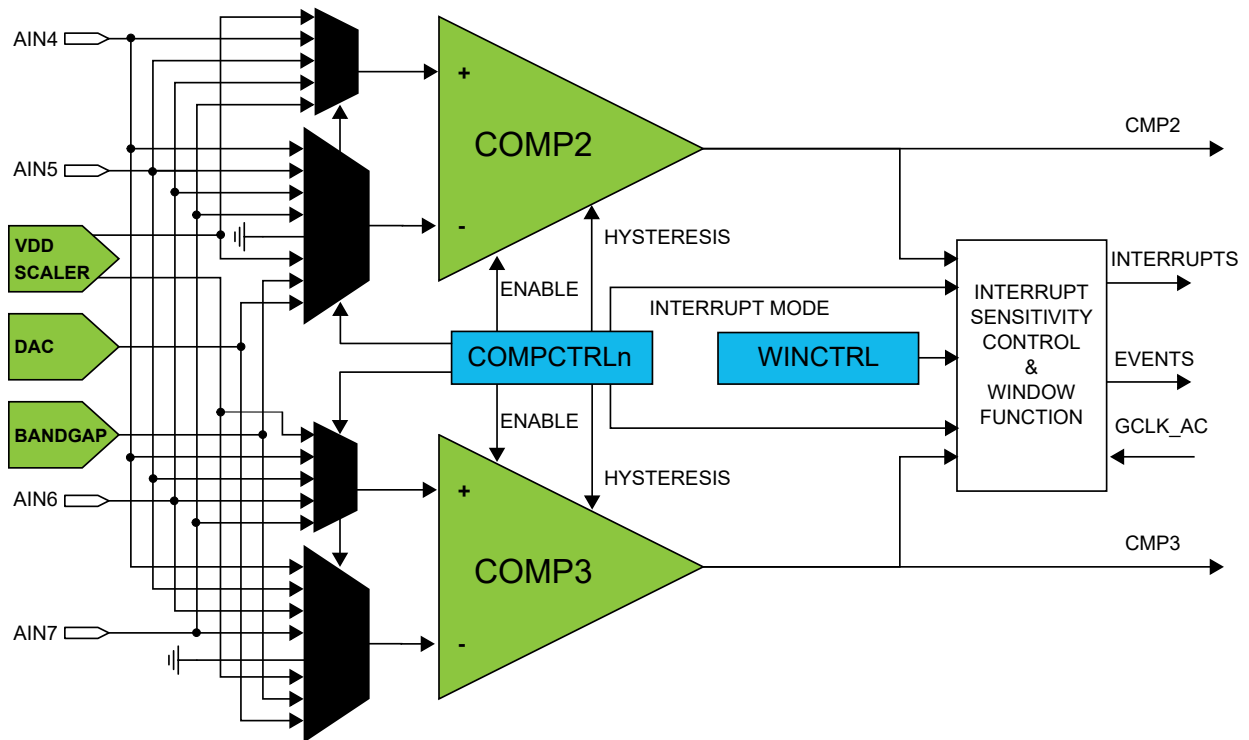 AIN4
+
COMP2
CMP2
AIN5
-
HYSTERESIS
VDD
SCALER
ENABLE
INTERRUPT MODE
INTERRUPTS
DAC
COMPCTRLn
WINCTRL
INTERRUPT
SENSITIVITY
CONTROL
&
WINDOW
FUNCTION
EVENTS
BANDGAP
ENABLE
GCLK_AC
AIN6
+
HYSTERESIS
COMP3
CMP3
AIN7
-